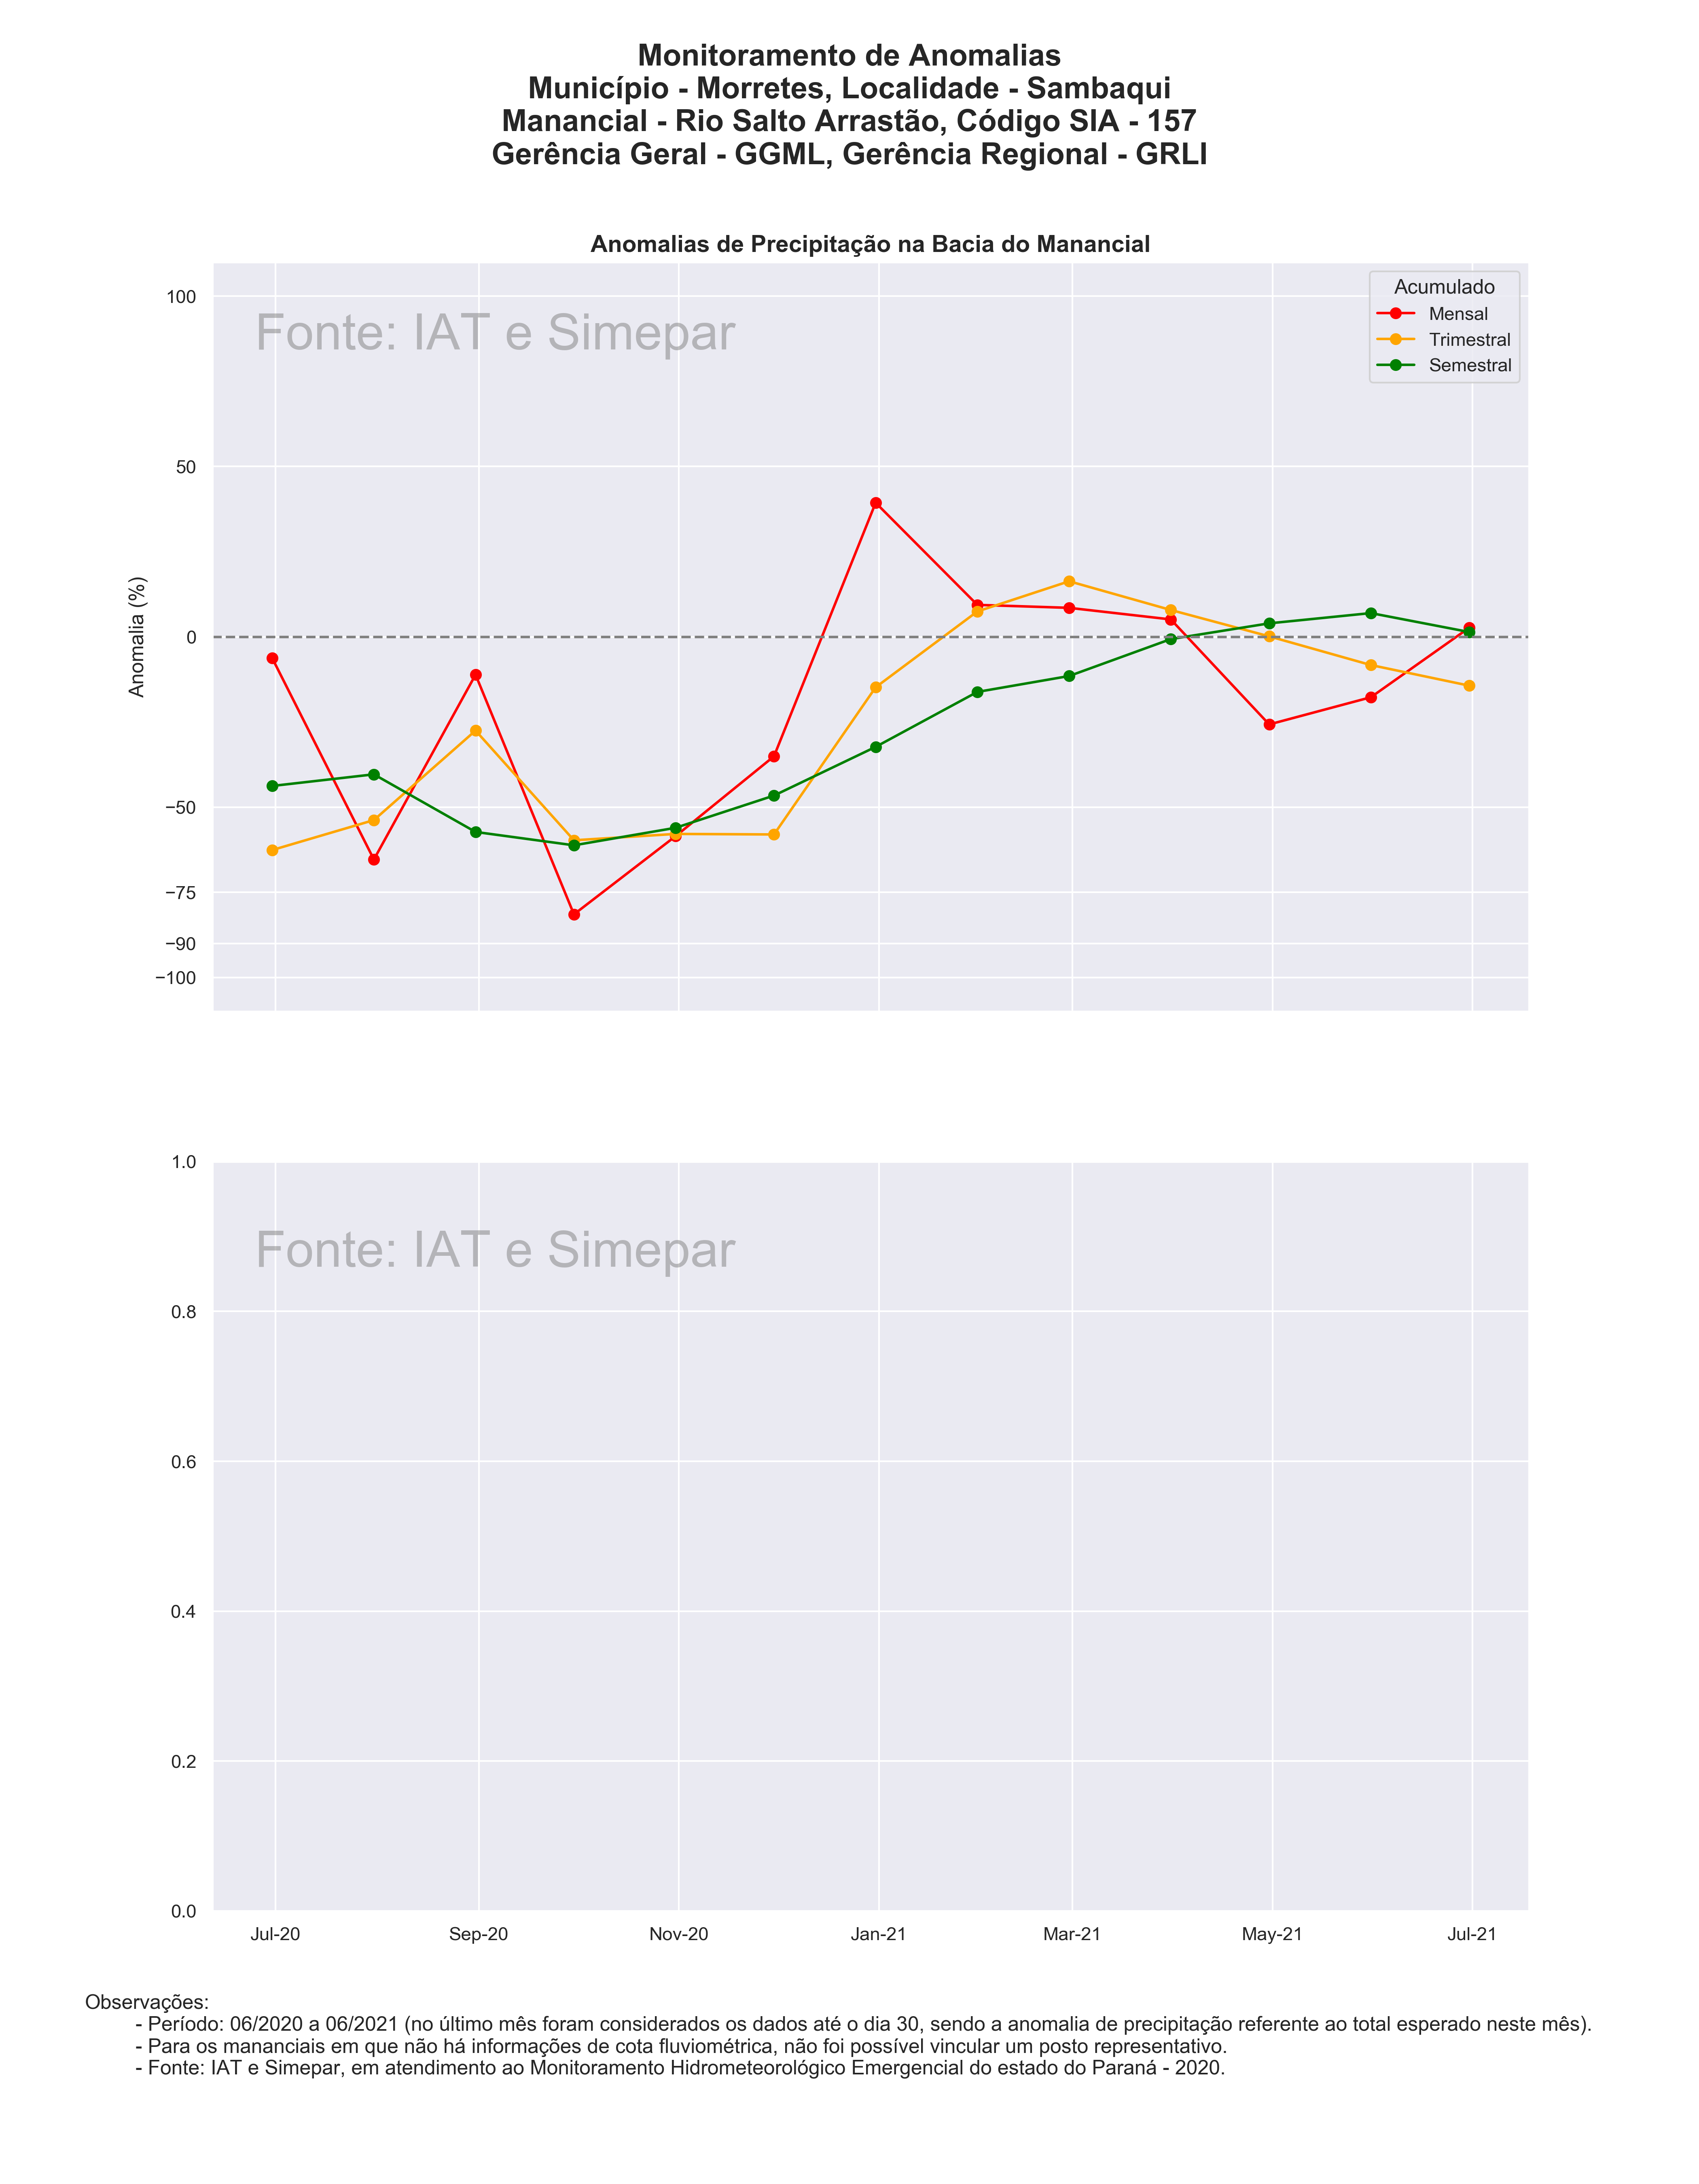 Monitoramento de Anomalias
Município - Morretes, Localidade - Sambaqui
Manancial - Rio Salto Arrastão, Código SIA - 157
Gerência Geral - GGML, Gerência Regional - GRLI
Anomalias de Precipitação na Bacia do Manancial
Fonte: IAT e Simepar
Acumulado
Mensal
Trimestral
Semestral
Anomalia (%)
100
50
0
−50
−75
−90
−100
Fonte: IAT e Simepar
1.0
0.8
0.6
0.4
0.2
0.0
Jul-20 Sep-20 Nov-20 Jan-21 Mar-21 May-21 Jul-21
Observações:
- Período: 06/2020 a 06/2021 (no último mês foram considerados os dados até o dia 30, sendo a anomalia de precipitação referente ao total esperado neste mês).
- Para os mananciais em que não há informações de cota fluviométrica, não foi possível vincular um posto representativo.
- Fonte: IAT e Simepar, em atendimento ao Monitoramento Hidrometeorológico Emergencial do estado do Paraná - 2020.